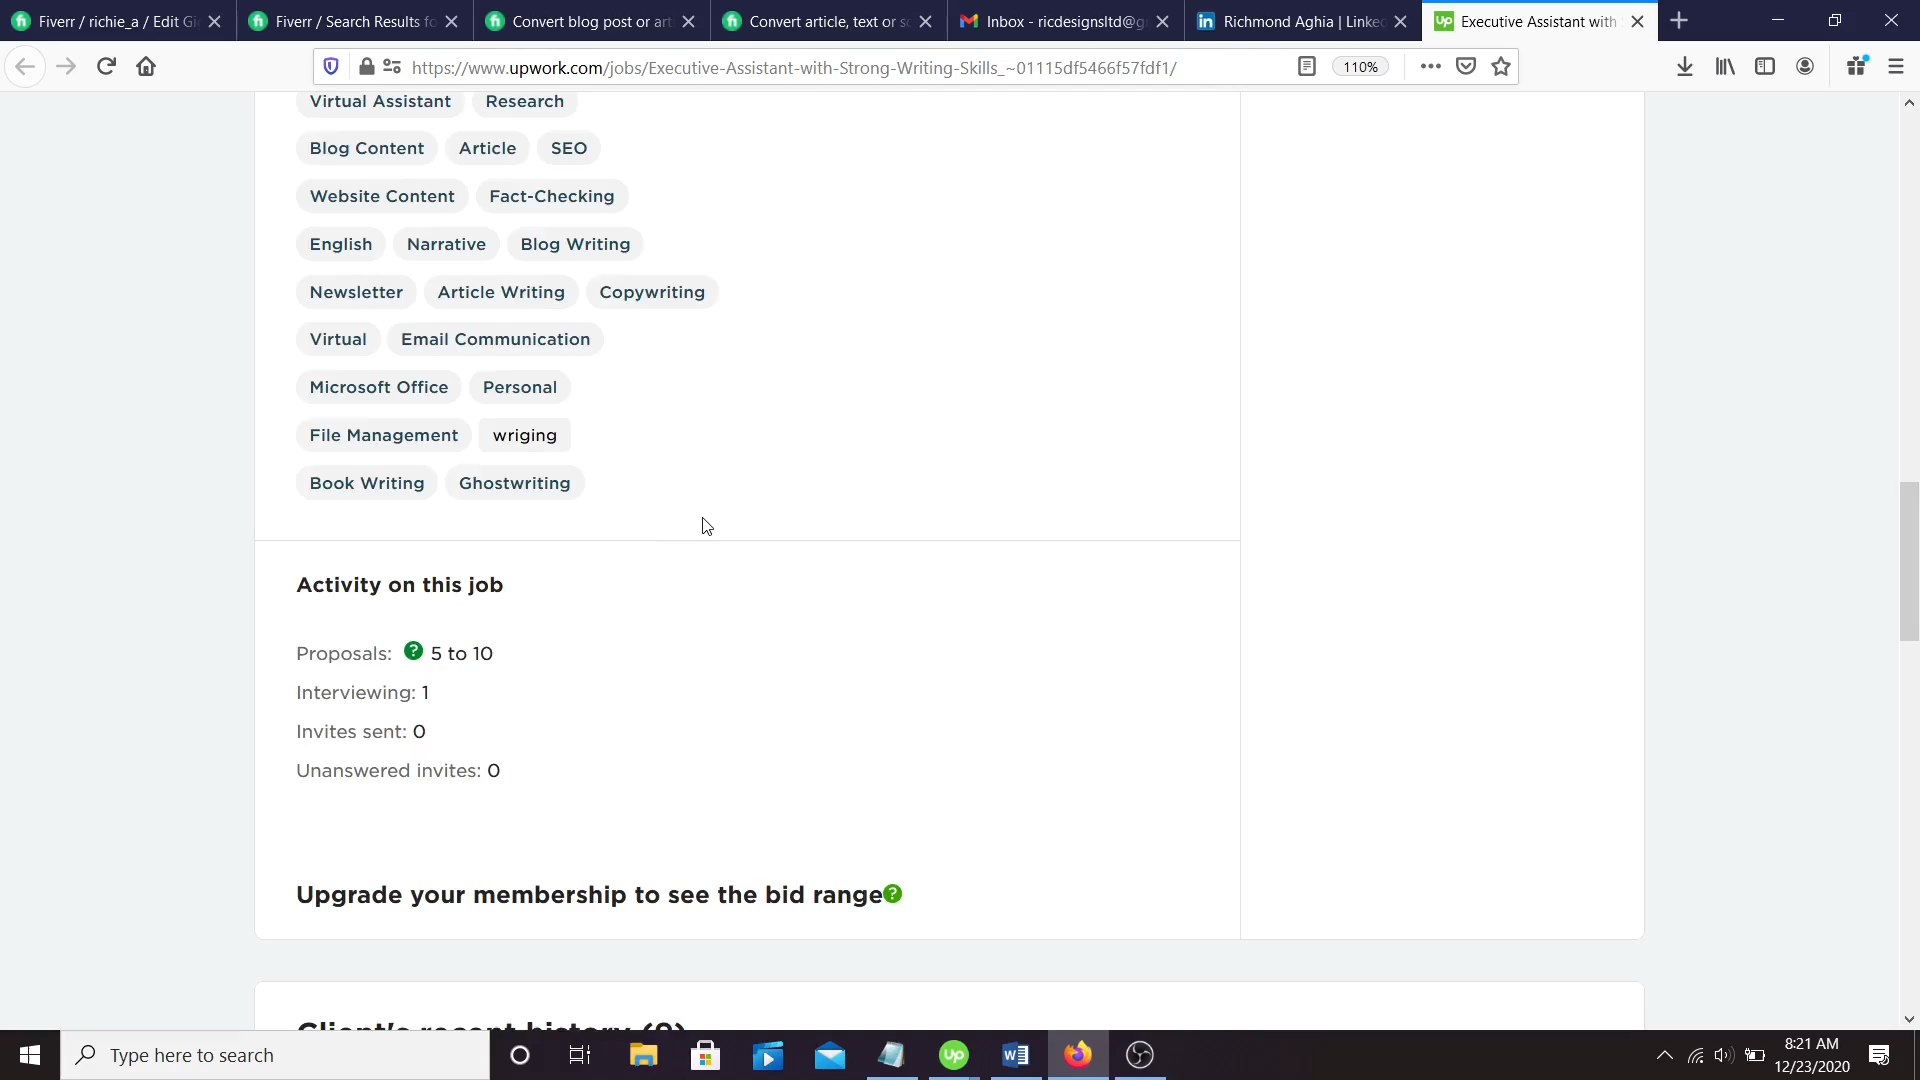 Fiverr / richie_a / Edit Gi
Fiverr / Search Results fo
Convert blog post or art
Convert article, text or sc
Inbox - ricdesignsltd@g
Richmond Aghia | Linked
Executive Assistant with
https://www.upwork.com/jobs/Executive-Assistant-with-Strong-Writing-Skills_~01115df5466f57fdf1/
110%
Virtual Assistant Research
Blog Content Article SEO
Website Content Fact-Checking
English Narrative Blog Writing
Newsletter Article Writing Copywriting
Virtual Email Communication
Microsoft Office Personal
File Management wriging
Book Writing Ghostwriting
Activity on this job
Proposals: ? 5 to 10
Interviewing: 1
Invites sent: 0
Unanswered invites: 0
Upgrade your membership to see the bid range ?
Type here to search
8:21 AM
12/23/2020